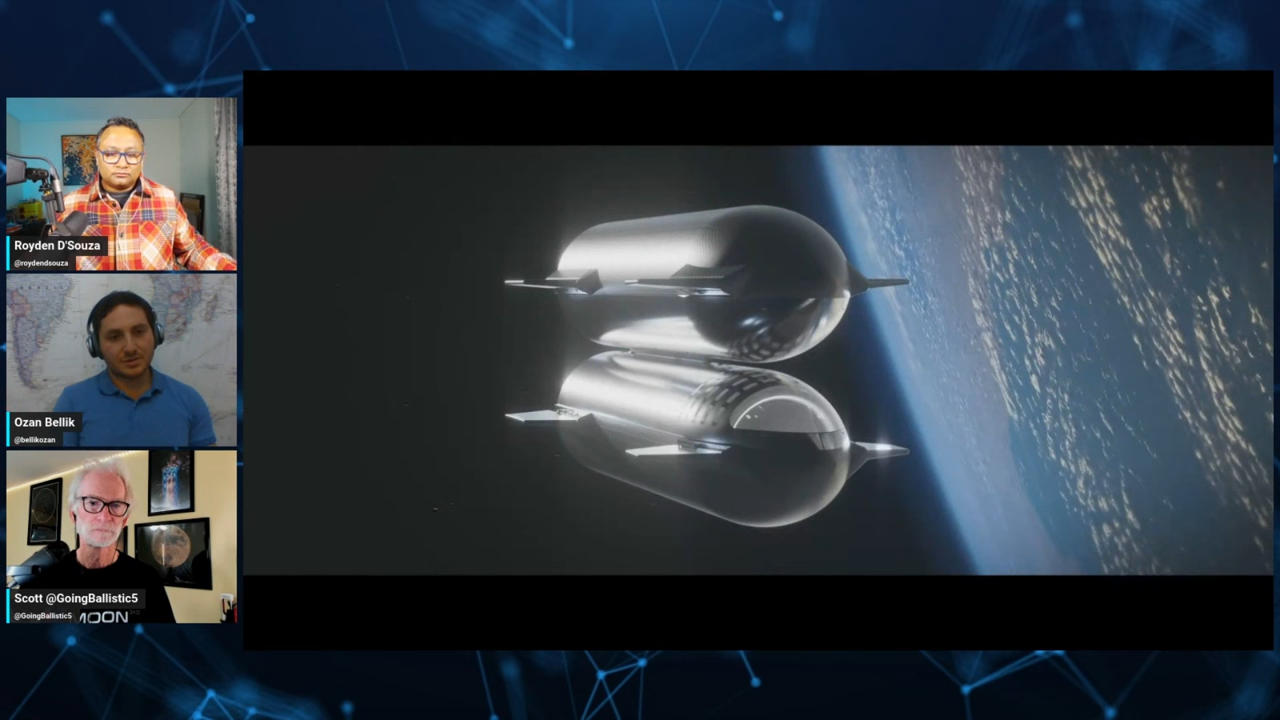 Royden D'Souza
@roydendsouza
Ozan Bellik
@bellikozan
Scott @GoingBallistic5
@GoingBallistic5
MOON